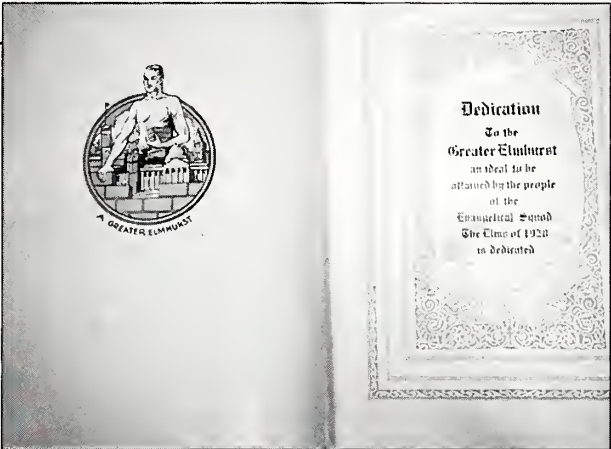 A GREATER ELMHURST
Dedication
To the
Greater Elmhurst
an ideal to be
attained by the people
of the
Evangelical Synod
The Elms of 1928
is dedicated